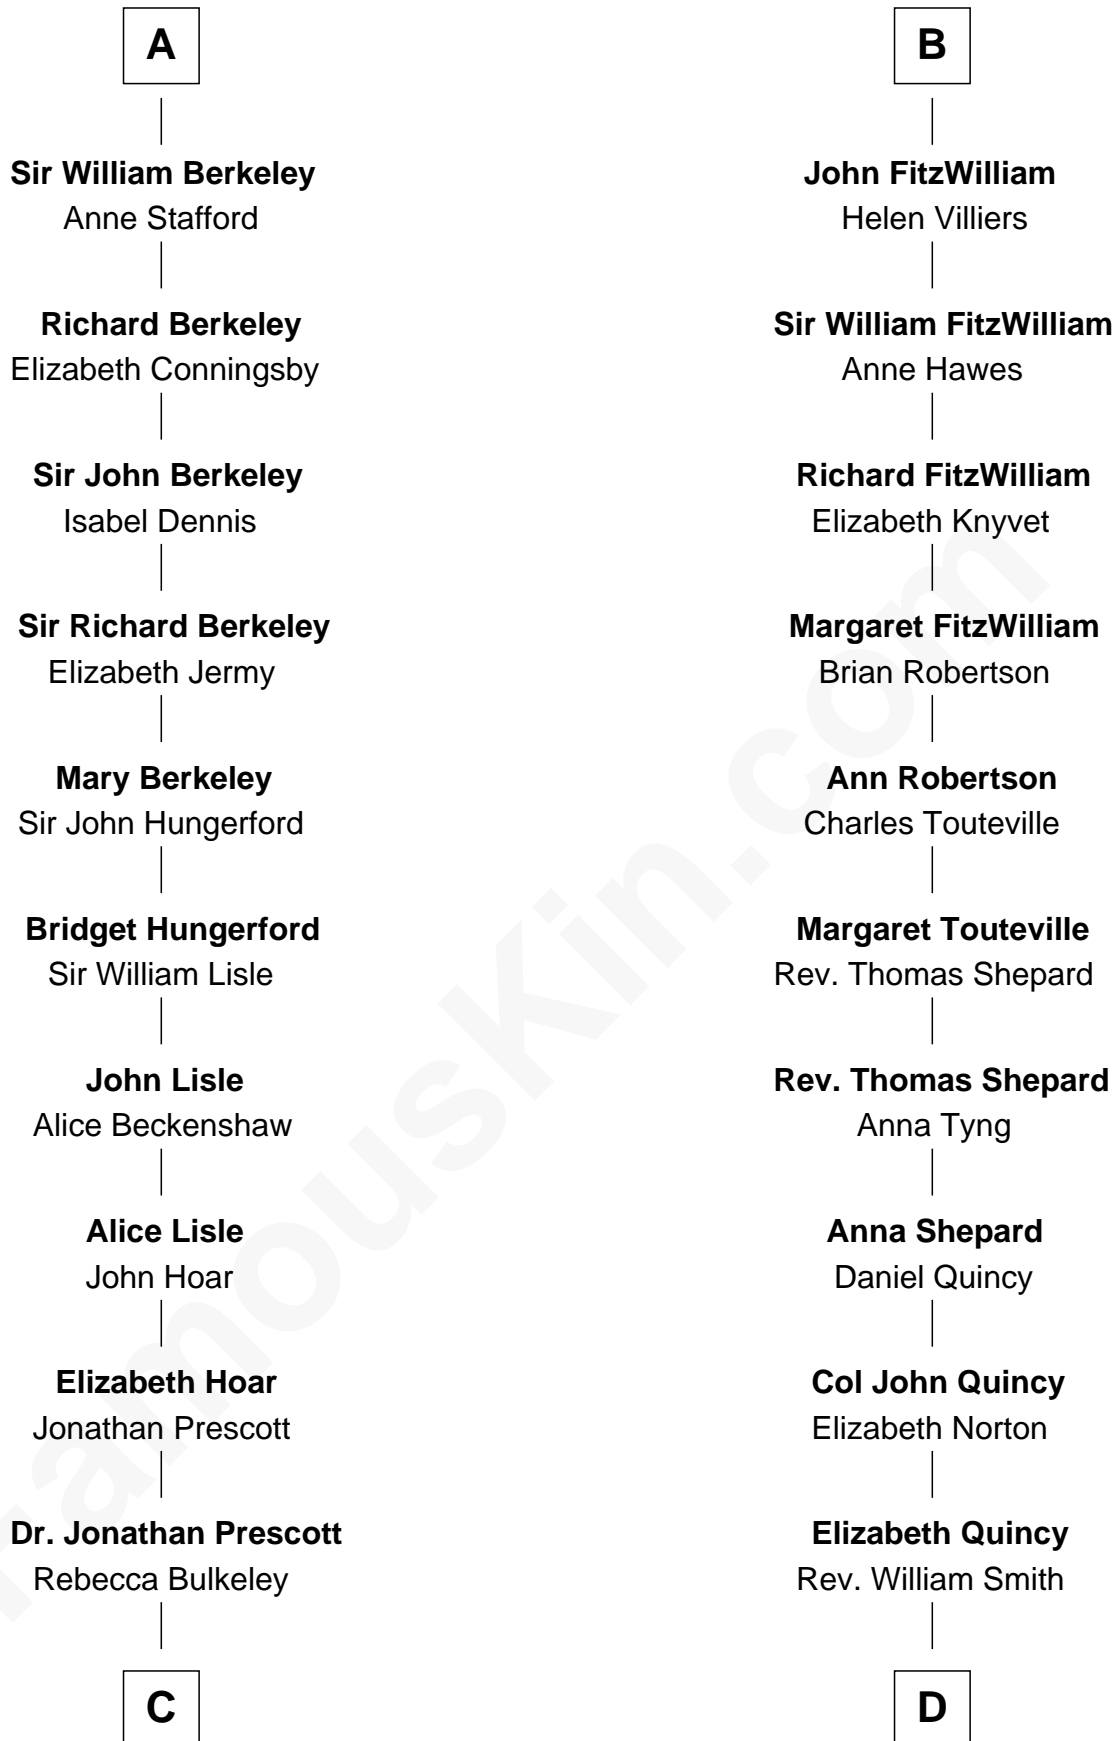 A
Sir William Berkeley
Anne Stafford
Richard Berkeley
Elizabeth Conningsby
Sir John Berkeley
Isabel Dennis
Sir Richard Berkeley
Elizabeth Jermy
Mary Berkeley
Sir John Hungerford
Bridget Hungerford
Sir William Lisle
John Lisle
Alice Beckenshaw
Alice Lisle
John Hoar
Elizabeth Hoar
Jonathan Prescott
Dr. Jonathan Prescott
Rebecca Bulkeley
C
B
John FitzWilliam
Helen Villiers
Sir William FitzWilliam
Anne Hawes
Richard FitzWilliam
Elizabeth Knyvet
Margaret FitzWilliam
Brian Robertson
Ann Robertson
Charles Touteville
Margaret Touteville
Rev. Thomas Shepard
Rev. Thomas Shepard
Anna Tyng
Anna Shepard
Daniel Quincy
Col John Quincy
Elizabeth Norton
Elizabeth Quincy
Rev. William Smith
D
FamousKin.com